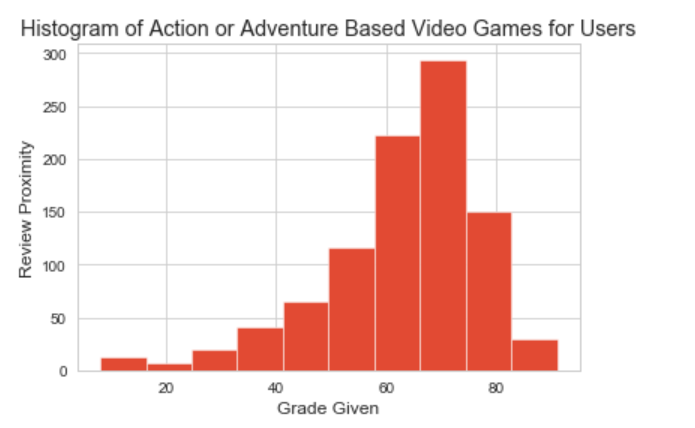 Histogram of Action or Adventure Based Video Games for Users
300
250
200
150
100
50
0
Review Proximity
20 40 60 80
Grade Given